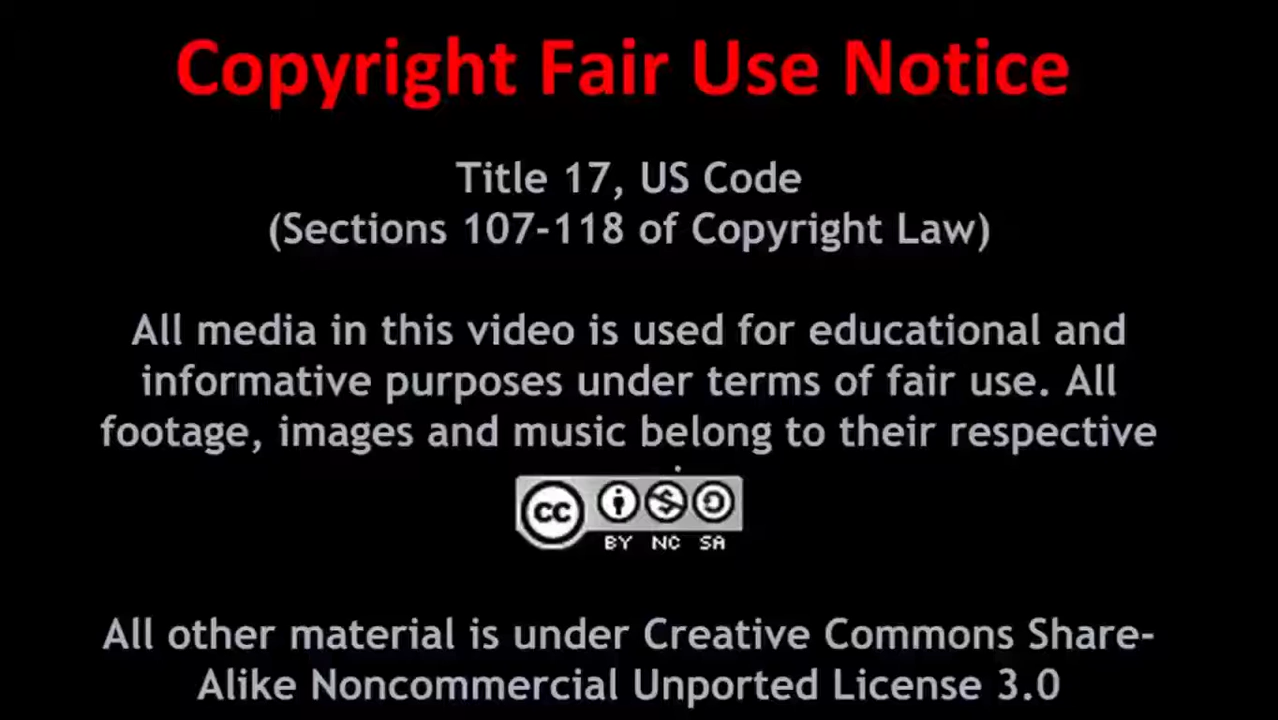 Copyright Fair Use Notice
Title 17, US Code
(Sections 107-118 of Copyright Law)
All media in this video is used for educational and
informative purposes under terms of fair use. All
footage, images and music belong to their respective
cc
BY NC SA
All other material is under Creative Commons Share-
Alike Noncommercial Unported License 3.0